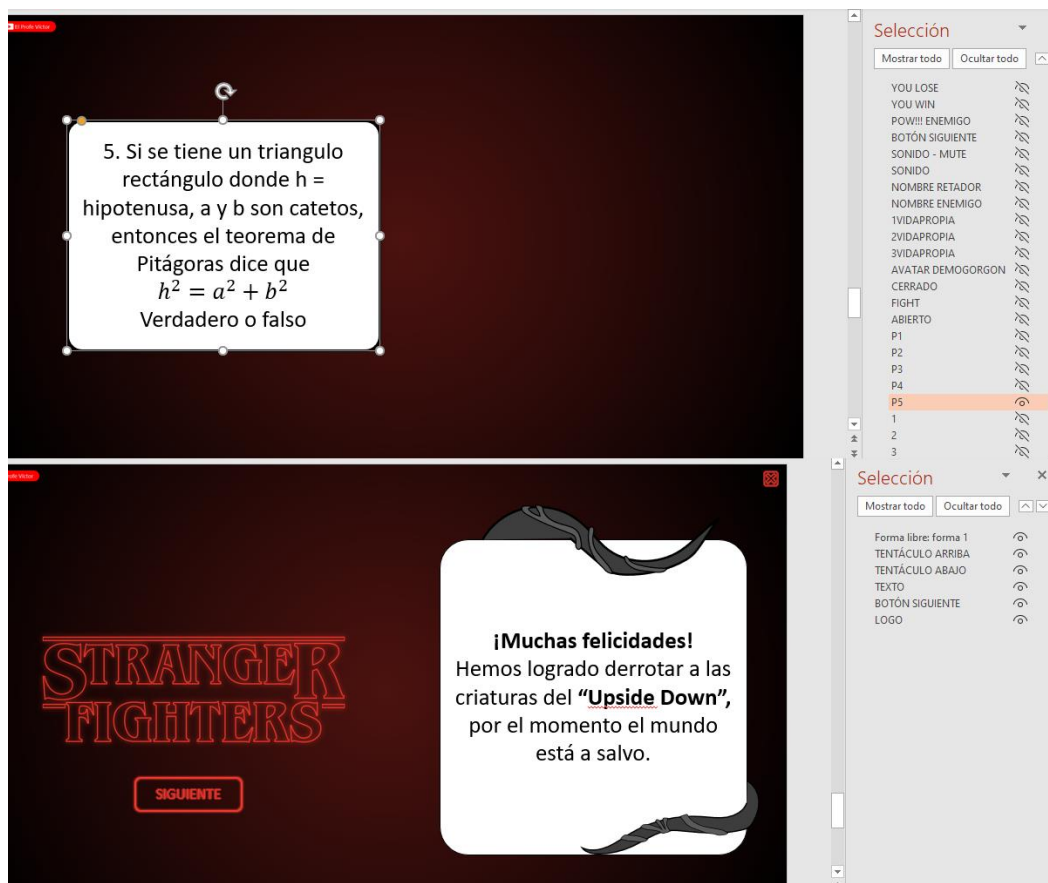 El Profe Victor
5. Si se tiene un triangulo
rectángulo donde h =
hipotenusa, a y b son catetos,
entonces el teorema de
Pitágoras dice que
h² = a² + b²
Verdadero o falso
Selección
Mostrar todo Ocultar todo
YOU LOSE
YOU WIN
POW!!! ENEMIGO
BOTÓN SIGUIENTE
SONIDO - MUTE
SONIDO
NOMBRE RETADOR
NOMBRE ENEMIGO
1VIDAPROPIA
2VIDAPROPIA
3VIDAPROPIA
AVATAR DEMOGORGON
CERRADO
FIGHT
ABIERTO
P1
P2
P3
P4
P5
1
2
3
Profe Victor
STRANGER
FIGHTERS
SIGUIENTE
¡Muchas felicidades!
Hemos logrado derrotar a las
criaturas del “Upside Down”,
por el momento el mundo
está a salvo.
Selección
Mostrar todo Ocultar todo
Forma libre: forma 1
TENTÁCULO ARRIBA
TENTÁCULO ABAJO
TEXTO
BOTÓN SIGUIENTE
LOGO